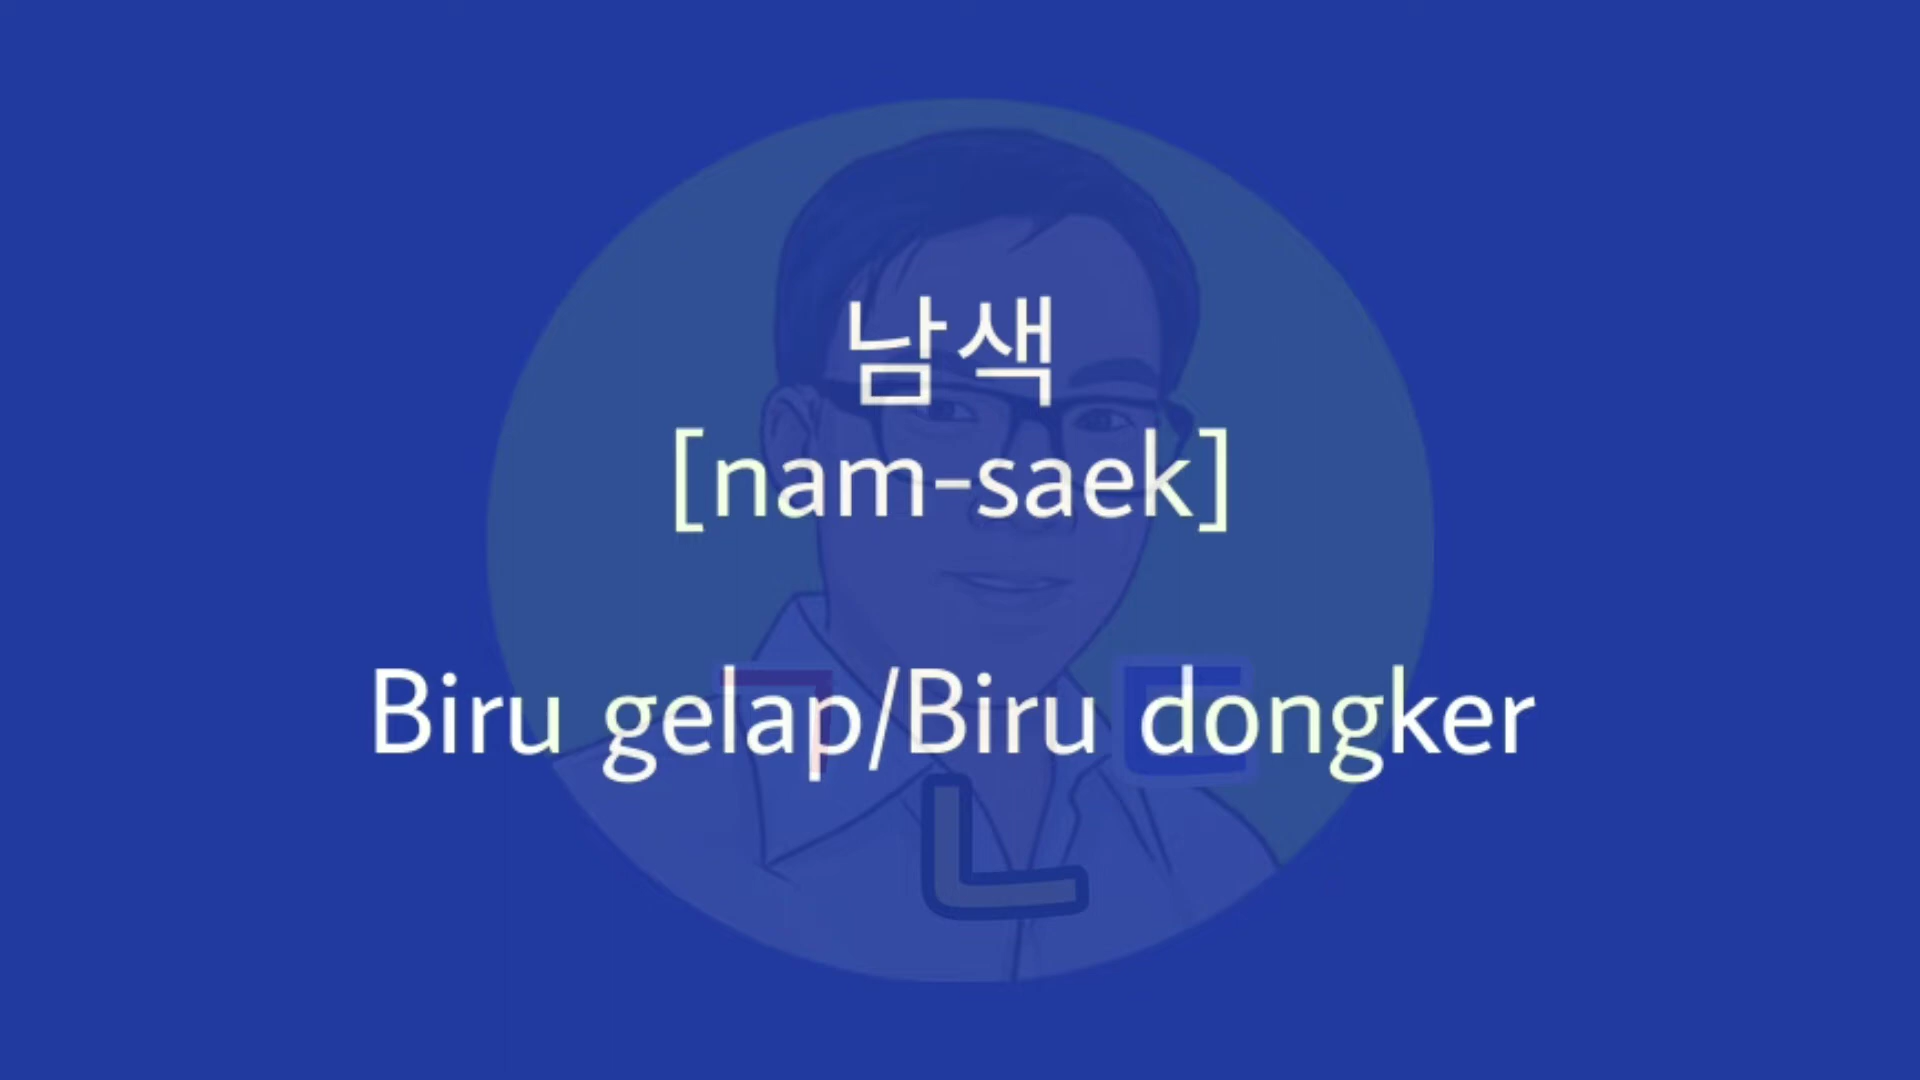 남색
[nam-saek]
Biru gelap/Biru dongker
ㄱ
ㄴ
ㄷ